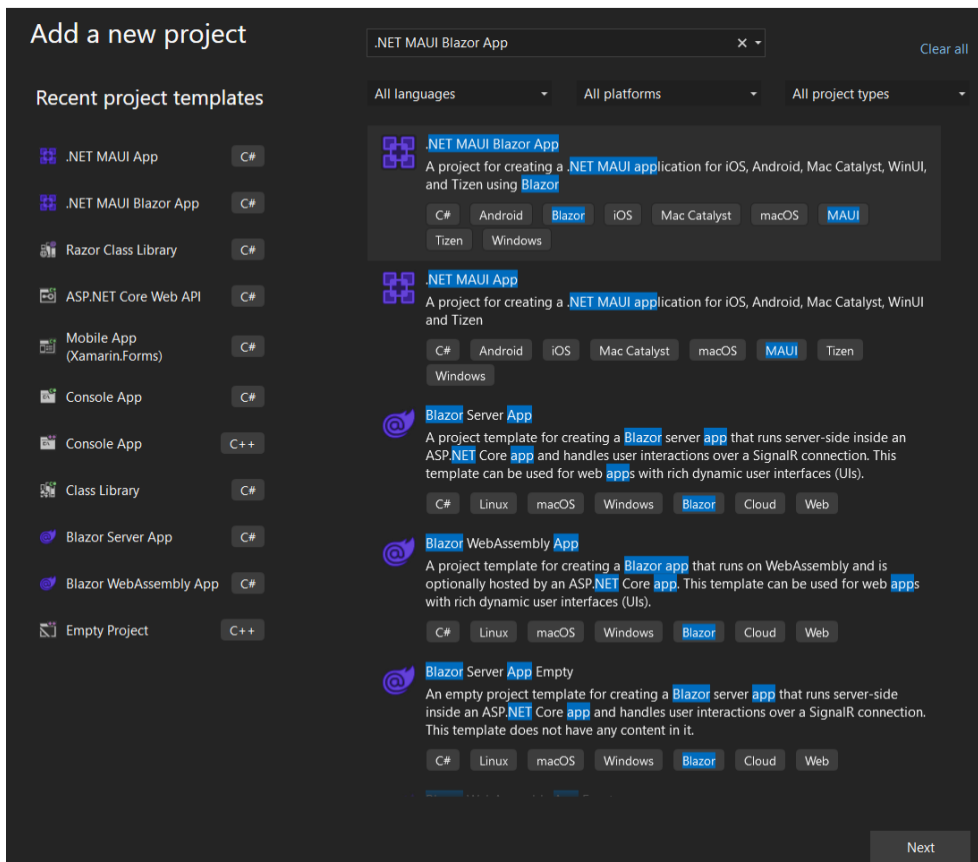 Add a new project
.NET MAUI Blazor App
Clear all
Recent project templates
All languages
All platforms
All project types
.NET MAUI App
C#
.NET MAUI Blazor App
C#
Razor Class Library
C#
ASP.NET Core Web API
C#
Mobile App
(Xamarin.Forms)
C#
Console App
C#
Console App
C++
Class Library
C#
Blazor Server App
C#
Blazor WebAssembly App
C#
Empty Project
C++
.NET MAUI Blazor App
A project for creating a .NET MAUI application for iOS, Android, Mac Catalyst, WinUI,
and Tizen using Blazor
C# Android Blazor iOS Mac Catalyst macOS MAUI
Tizen Windows
.NET MAUI App
A project for creating a .NET MAUI application for iOS, Android, Mac Catalyst, WinUI
and Tizen
C# Android iOS Mac Catalyst macOS MAUI Tizen
Windows
Blazor Server App
A project template for creating a Blazor server app that runs server-side inside an
ASP.NET Core app and handles user interactions over a SignalR connection. This
template can be used for web apps with rich dynamic user interfaces (UIs).
C# Linux macOS Windows Blazor Cloud Web
Blazor WebAssembly App
A project template for creating a Blazor app that runs on WebAssembly and is
optionally hosted by an ASP.NET Core app. This template can be used for web apps
with rich dynamic user interfaces (UIs).
C# Linux macOS Windows Blazor Cloud Web
Blazor Server App Empty
An empty project template for creating a Blazor server app that runs server-side
inside an ASP.NET Core app and handles user interactions over a SignalR connection.
This template does not have any content in it.
C# Linux macOS Windows Blazor Cloud Web
Next